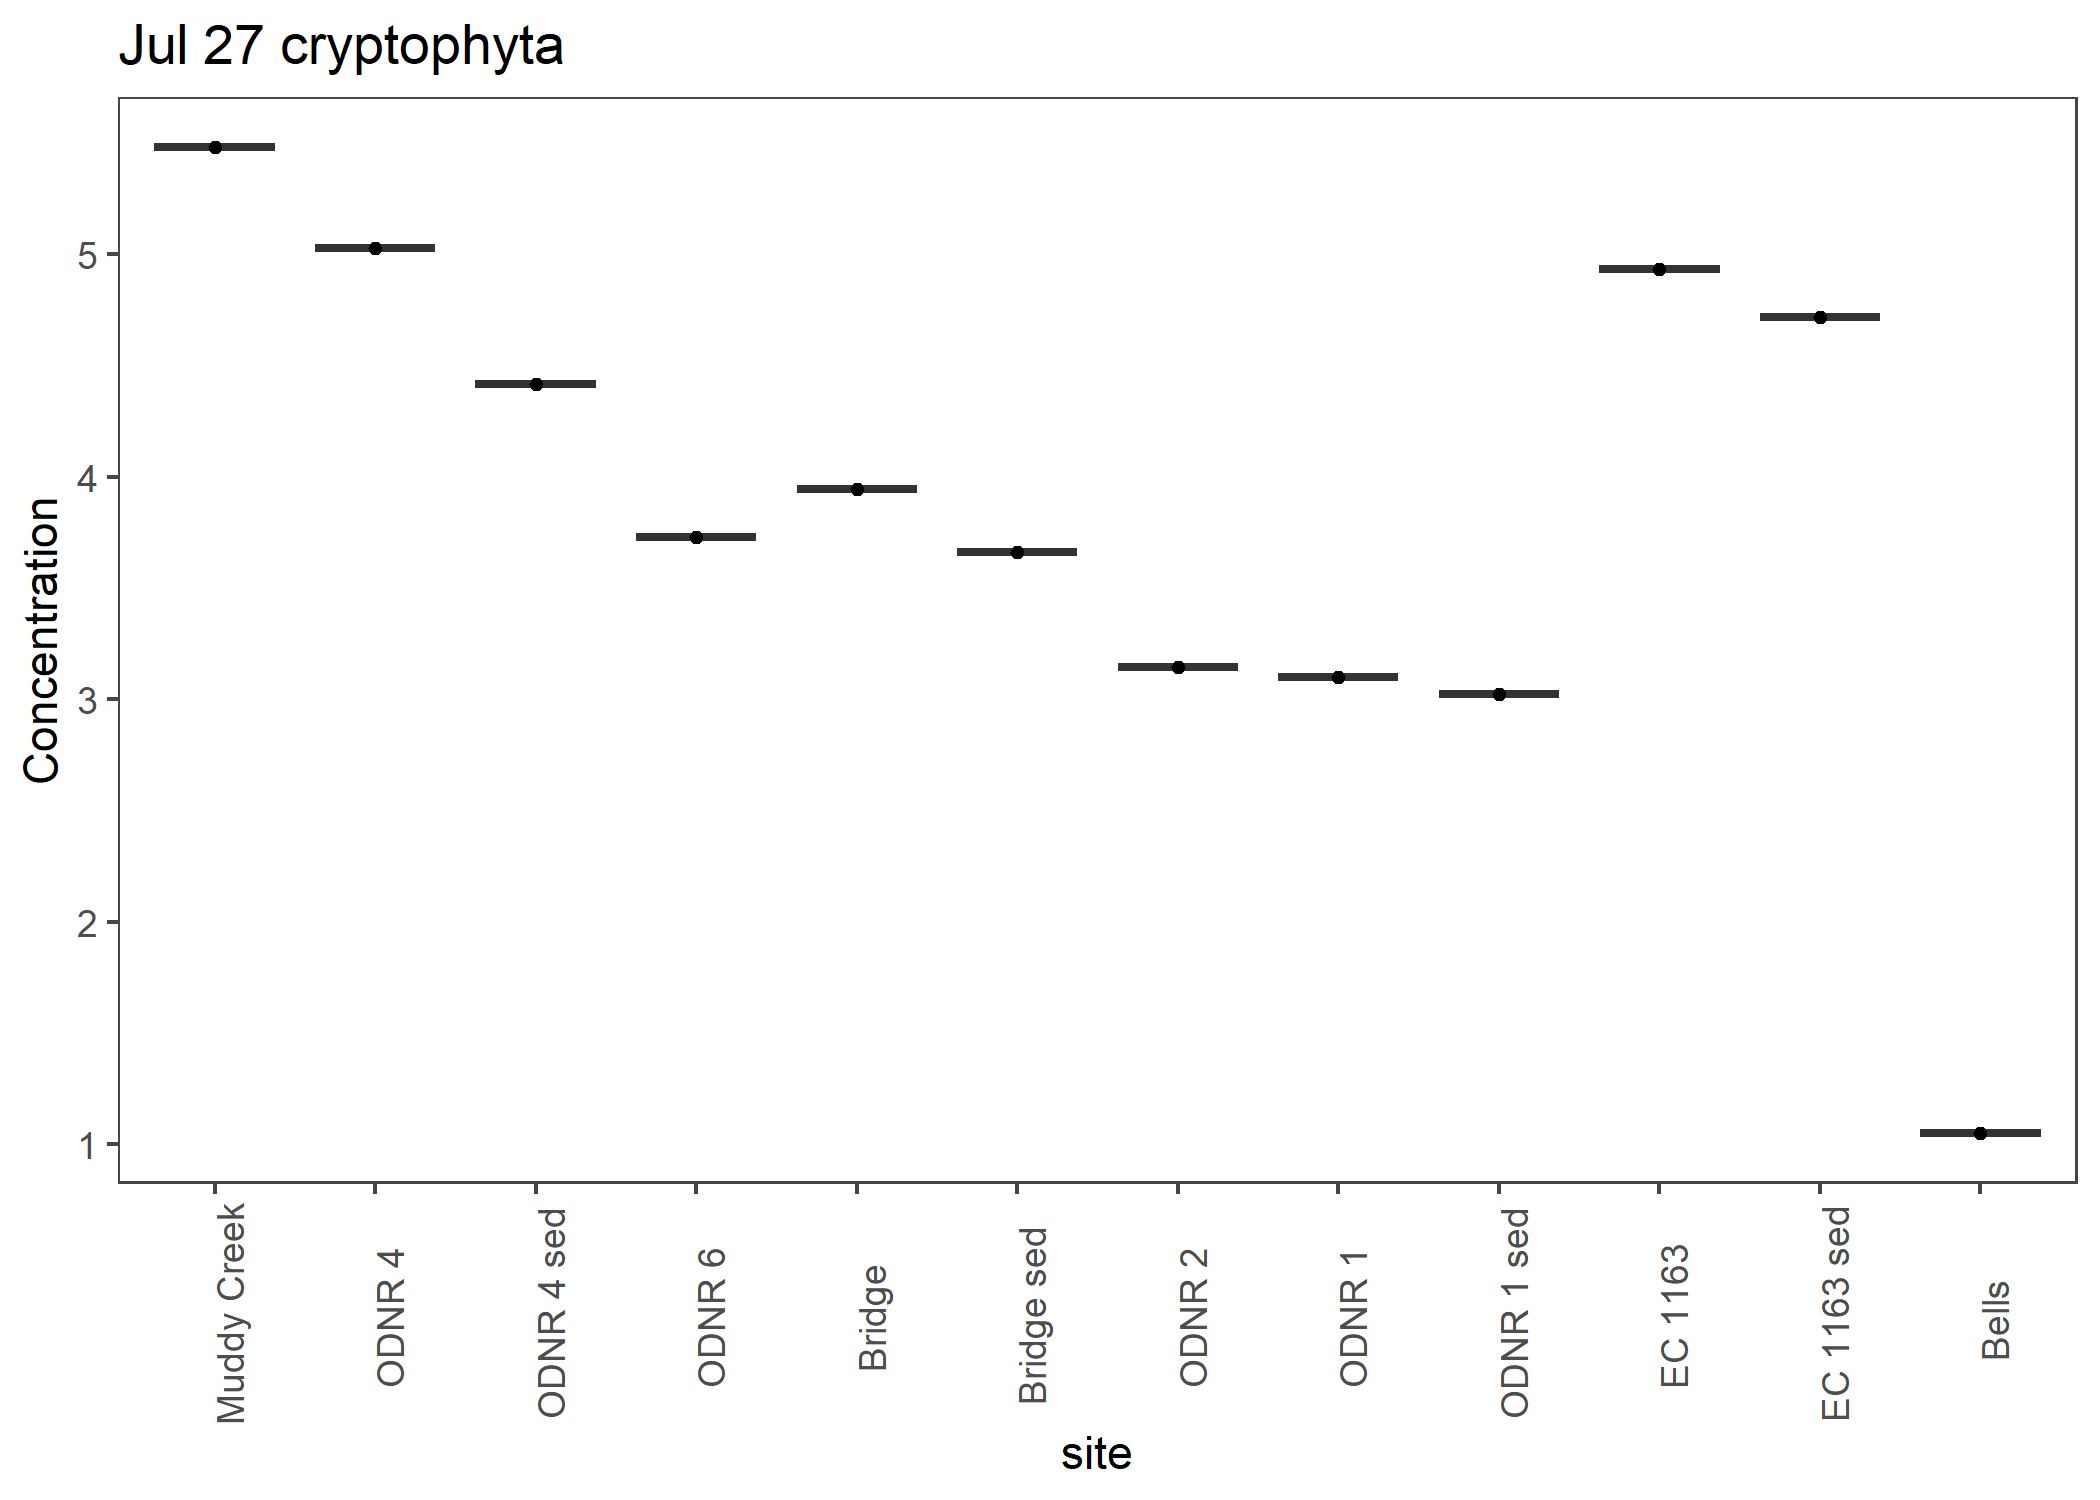 Jul 27 cryptophyta
Concentration
5
4
3
2
1
Muddy Creek
ODNR 4
ODNR 4 sed
ODNR 6
Bridge
Bridge sed
ODNR 2
ODNR 1
ODNR 1 sed
EC 1163
EC 1163 sed
Bells
site